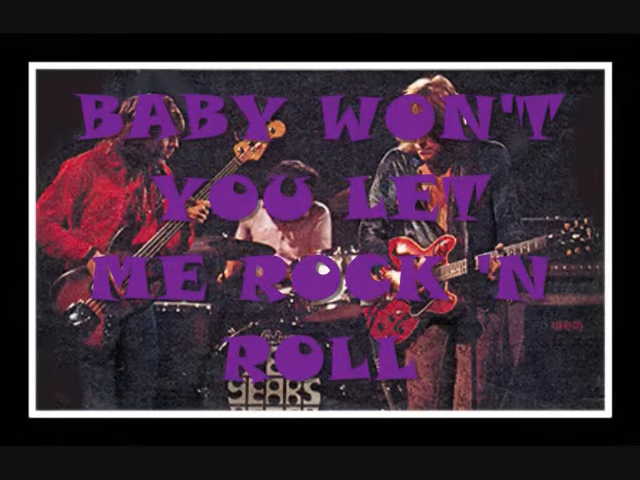 BABY WON'T
YOU LET
ME ROCK 'N
ROLL
YEARS